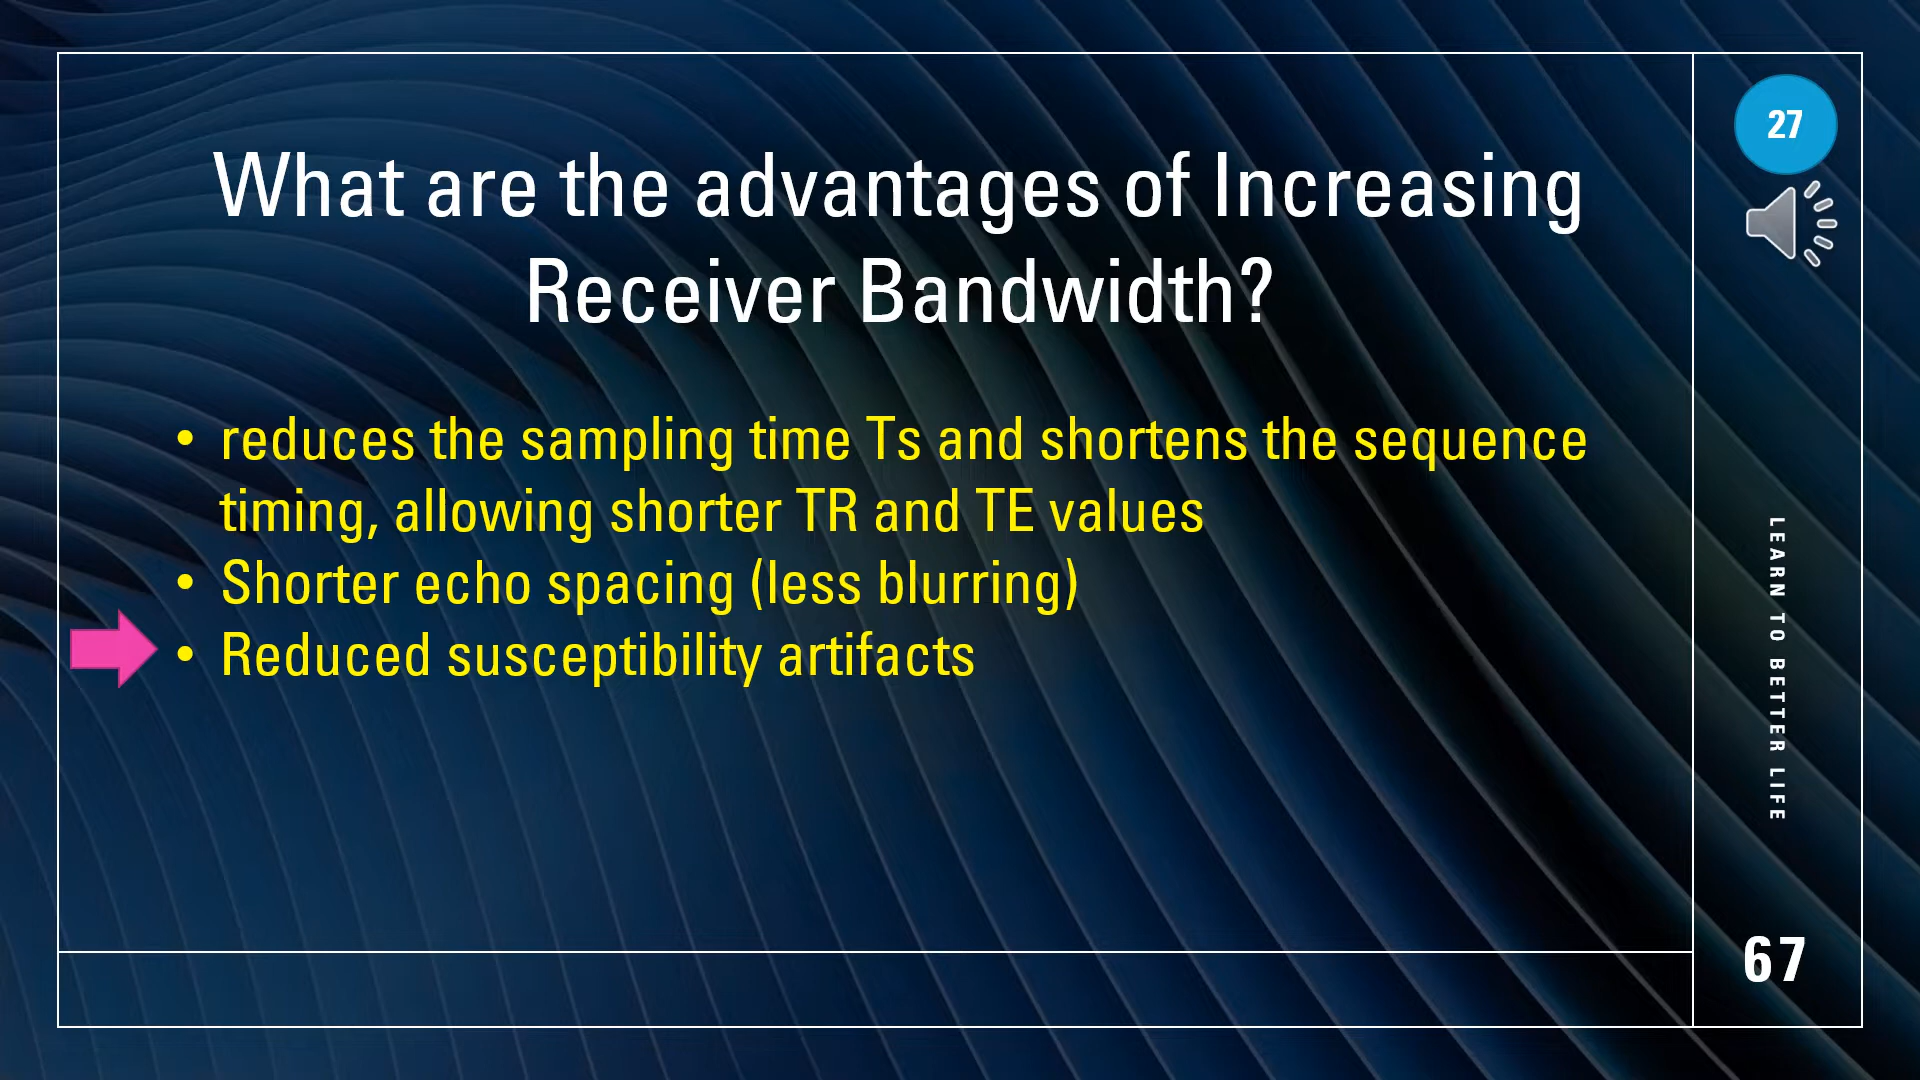 What are the advantages of Increasing
Receiver Bandwidth?
• reduces the sampling time Ts and shortens the sequence
timing, allowing shorter TR and TE values
• Shorter echo spacing (less blurring)
• Reduced susceptibility artifacts
27
LEARN TO BETTER LIFE
67